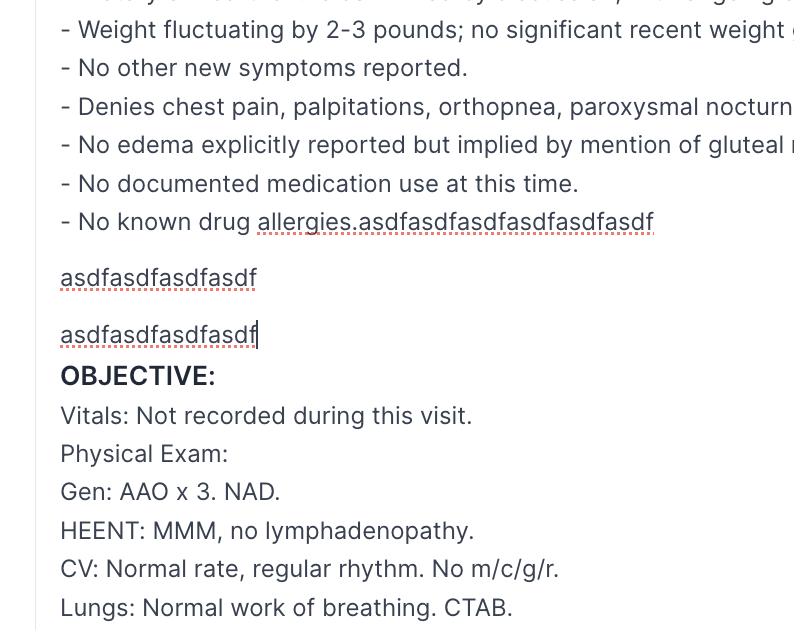 - Weight fluctuating by 2-3 pounds; no significant recent weight
- No other new symptoms reported.
- Denies chest pain, palpitations, orthopnea, paroxysmal nocturn
- No edema explicitly reported but implied by mention of gluteal
- No documented medication use at this time.
- No known drug allergies.asdfasdfasdfasdfasdfasdf
asdfasdfasdfasdf
asdfasdfasdfasdf
OBJECTIVE:
Vitals: Not recorded during this visit.
Physical Exam:
Gen: AAO x 3. NAD.
HEENT: MMM, no lymphadenopathy.
CV: Normal rate, regular rhythm. No m/c/g/r.
Lungs: Normal work of breathing. CTAB.